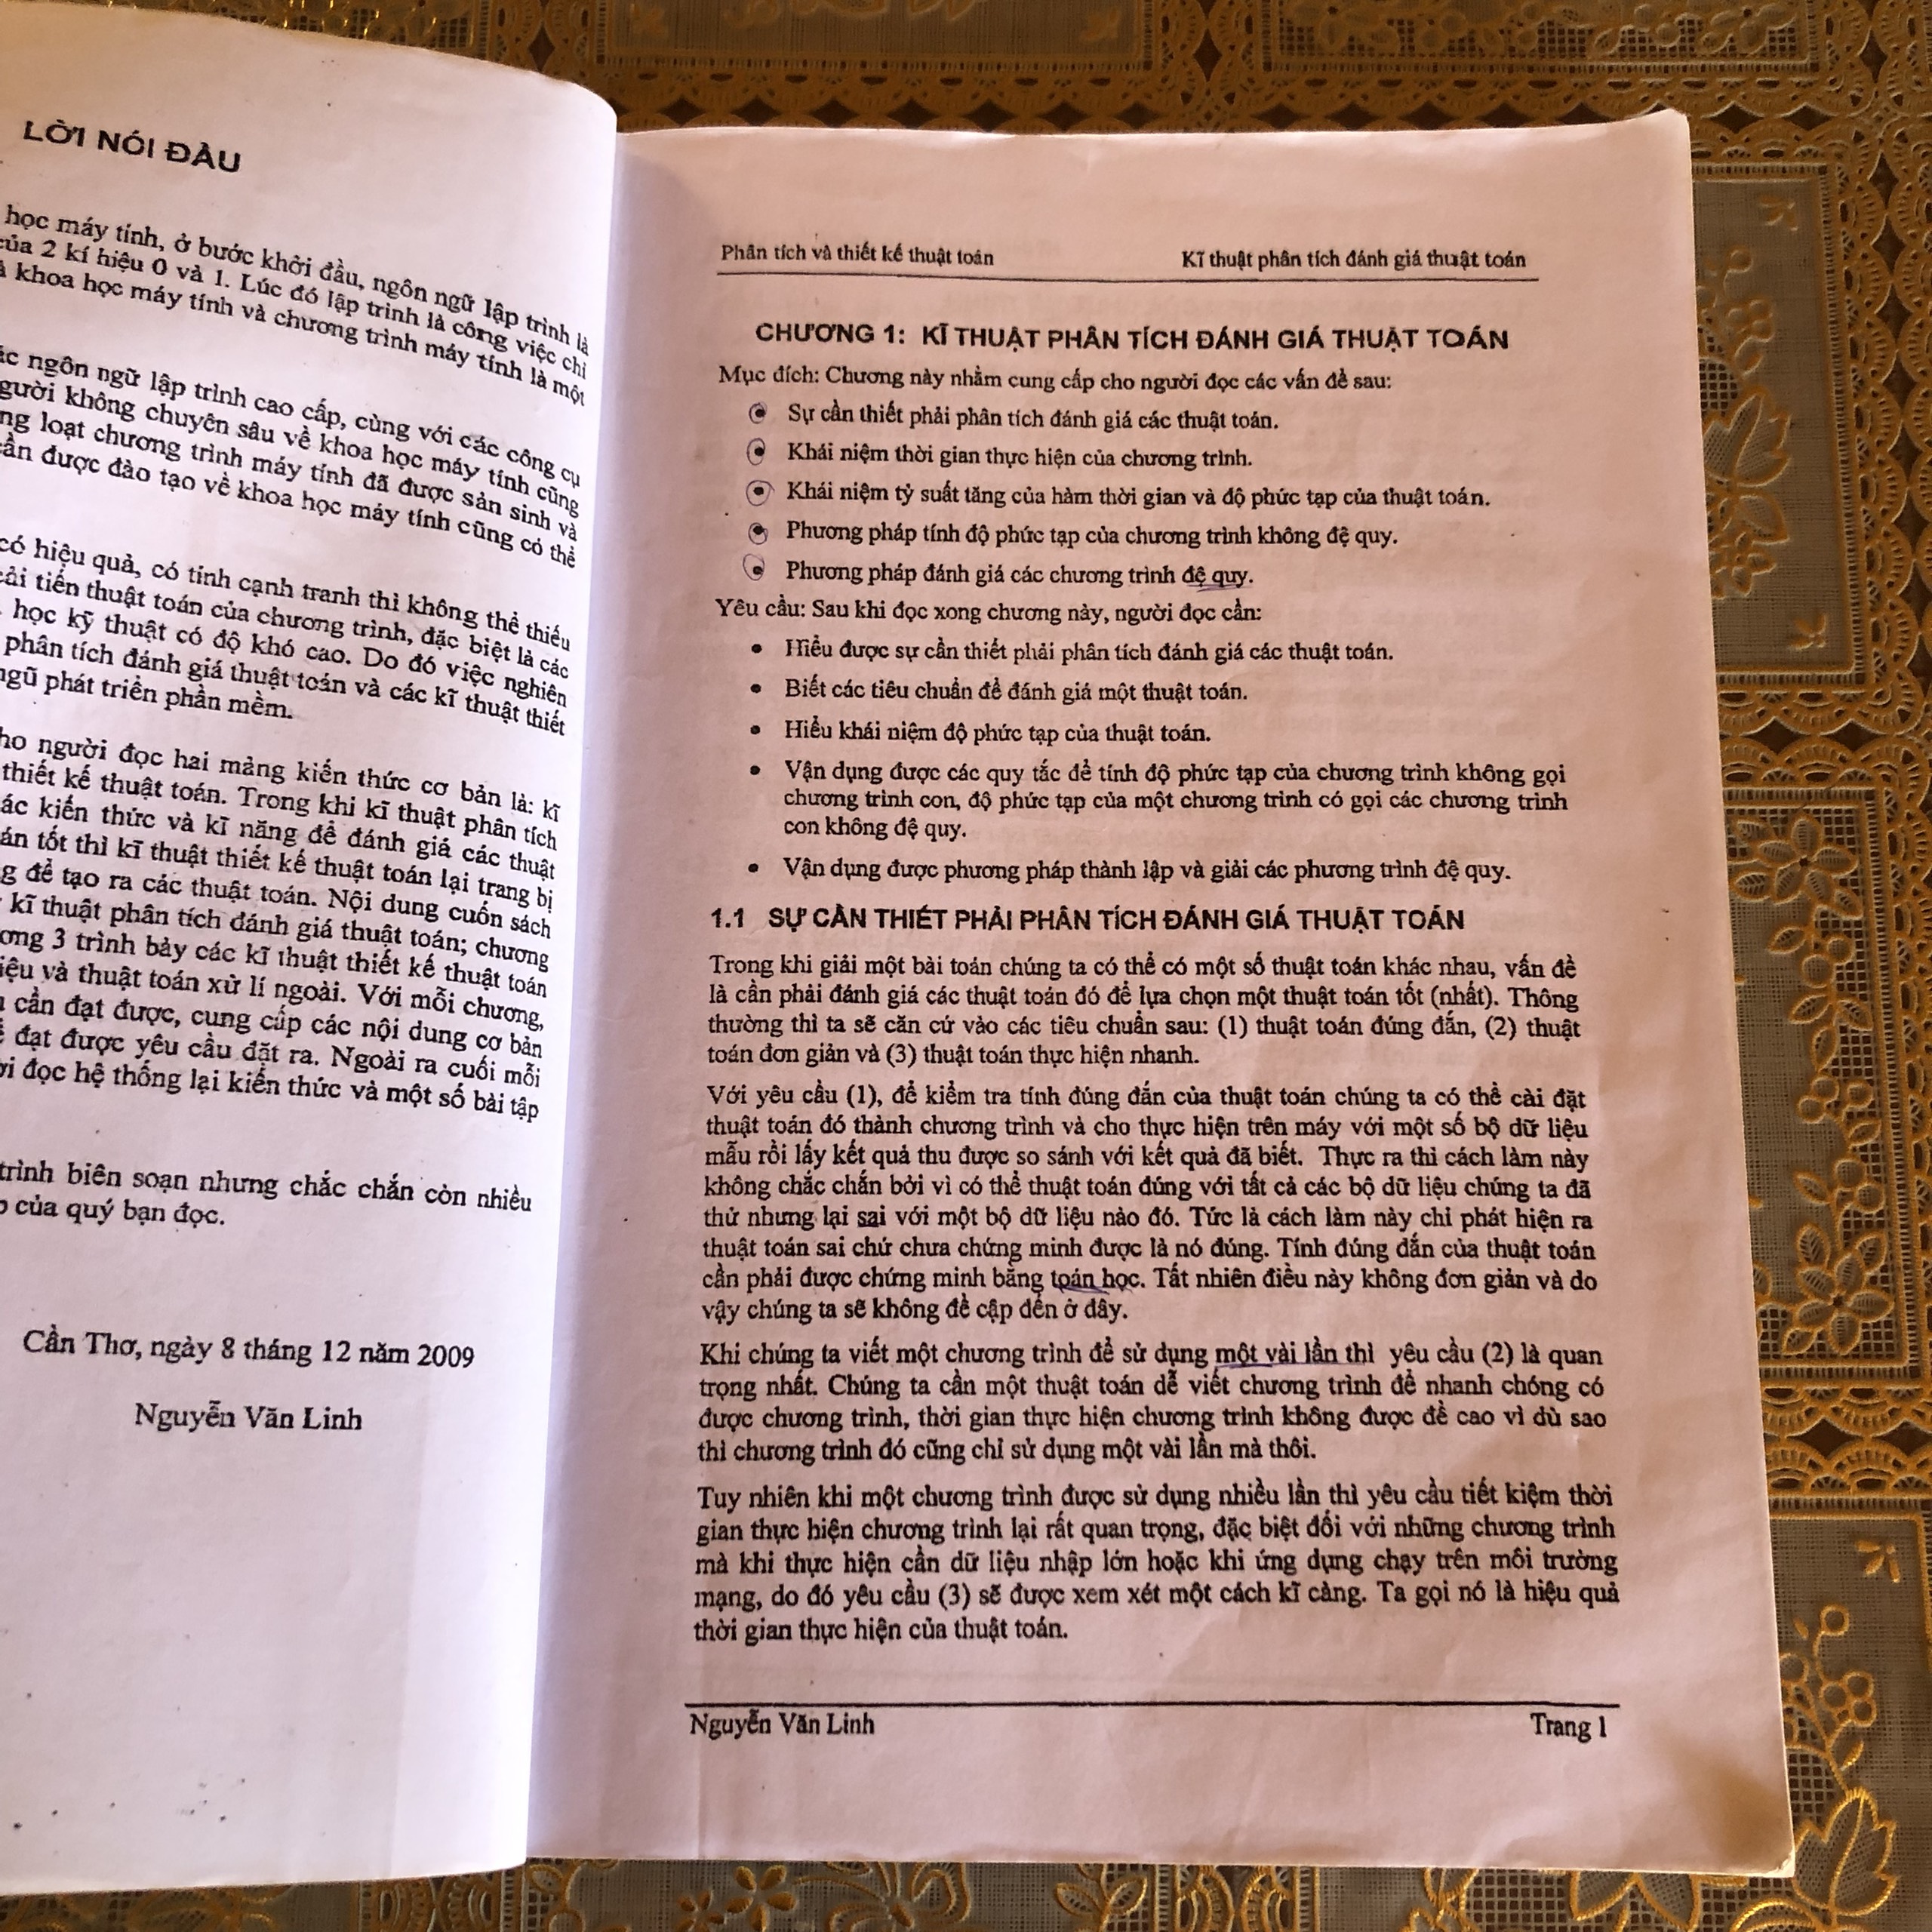 LỜI NÓI ĐẦU
học máy tính, ở bước khởi đầu, ngôn ngữ lập trình là
của 2 kí hiệu 0 và 1. Lúc đó lập trình là công việc chỉ
khoa học máy tính và chương trình máy tính là một
ngôn ngữ lập trình cao cấp, cùng với các công cụ
người không chuyên sâu về khoa học máy tính cũng
loạt chương trình máy tính đã được sản sinh và
cần được đào tạo về khoa học máy tính cũng có thể
có hiệu quả, có tính cạnh tranh thì không thể thiếu
cải tiến thuật toán của chương trình, đặc biệt là các
học kỹ thuật có độ khó cao. Do đó việc nghiên
phân tích đánh giá thuật toán và các kĩ thuật thiết
ngũ phát triển phần mềm.
cho người đọc hai mảng kiến thức cơ bản là: kĩ
thiết kế thuật toán. Trong khi kĩ thuật phân tích
các kiến thức và kĩ năng để đánh giá các thuật
tốt thì kĩ thuật thiết kế thuật toán lại trang bị
để tạo ra các thuật toán. Nội dung cuốn sách
kĩ thuật phân tích đánh giá thuật toán; chương
3 trình bày các kĩ thuật thiết kế thuật toán
liệu và thuật toán xử lí ngoài. Với mỗi chương,
cần đạt được, cung cấp các nội dung cơ bản
đạt được yêu cầu đặt ra. Ngoài ra cuối mỗi
đọc hệ thống lại kiến thức và một số bài tập
trình biên soạn nhưng chắc chắn còn nhiều
của quý bạn đọc.
Cần Thơ, ngày 8 tháng 12 năm 2009
Nguyễn Văn Linh
Phân tích và thiết kế thuật toán Kĩ thuật phân tích đánh giá thuật toán
CHƯƠNG 1: KĨ THUẬT PHÂN TÍCH ĐÁNH GIÁ THUẬT TOÁN
Mục đích: Chương này nhằm cung cấp cho người đọc các vấn đề sau:
• Sự cần thiết phải phân tích đánh giá các thuật toán.
• Khái niệm thời gian thực hiện của chương trình.
• Khái niệm tỷ suất tăng của hàm thời gian và độ phức tạp của thuật toán.
• Phương pháp tính độ phức tạp của chương trình không đệ quy.
• Phương pháp đánh giá các chương trình đệ quy.
Yêu cầu: Sau khi đọc xong chương này, người đọc cần:
• Hiểu được sự cần thiết phải phân tích đánh giá các thuật toán.
• Biết các tiêu chuẩn để đánh giá một thuật toán.
• Hiểu khái niệm độ phức tạp của thuật toán.
• Vận dụng được các quy tắc để tính độ phức tạp của chương trình không gọi
chương trình con, độ phức tạp của một chương trình có gọi các chương trình
con không đệ quy.
• Vận dụng được phương pháp thành lập và giải các phương trình đệ quy.
1.1 SỰ CẦN THIẾT PHẢI PHÂN TÍCH ĐÁNH GIÁ THUẬT TOÁN
Trong khi giải một bài toán chúng ta có thể có một số thuật toán khác nhau, vấn đề
là cần phải đánh giá các thuật toán đó để lựa chọn một thuật toán tốt (nhất). Thông
thường thì ta sẽ căn cứ vào các tiêu chuẩn sau: (1) thuật toán đúng đắn, (2) thuật
toán đơn giản và (3) thuật toán thực hiện nhanh.
Với yêu cầu (1), để kiểm tra tính đúng đắn của thuật toán chúng ta có thể cài đặt
thuật toán đó thành chương trình và cho thực hiện trên máy với một số bộ dữ liệu
mẫu rồi lấy kết quả thu được so sánh với kết quả đã biết. Thực ra thì cách làm này
không chắc chắn bởi vì có thể thuật toán đúng với tất cả các bộ dữ liệu chúng ta đã
thử nhưng lại sai với một bộ dữ liệu nào đó. Tức là cách làm này chỉ phát hiện ra
thuật toán sai chứ chưa chứng minh được là nó đúng. Tính đúng đắn của thuật toán
cần phải được chứng minh bằng toán học. Tất nhiên điều này không đơn giản và do
vậy chúng ta sẽ không đề cập đến ở đây.
Khi chúng ta viết một chương trình để sử dụng một vài lần thì yêu cầu (2) là quan
trọng nhất. Chúng ta cần một thuật toán dễ viết chương trình để nhanh chóng có
được chương trình, thời gian thực hiện chương trình không được đề cao vì dù sao
thì chương trình đó cũng chỉ sử dụng một vài lần mà thôi.
Tuy nhiên khi một chương trình được sử dụng nhiều lần thì yêu cầu tiết kiệm thời
gian thực hiện chương trình lại rất quan trọng, đặc biệt đối với những chương trình
mà khi thực hiện cần dữ liệu nhập lớn hoặc khi ứng dụng chạy trên môi trường
mạng, do đó yêu cầu (3) sẽ được xem xét một cách kĩ càng. Ta gọi nó là hiệu quả
thời gian thực hiện của thuật toán.
Nguyễn Văn Linh Trang 1